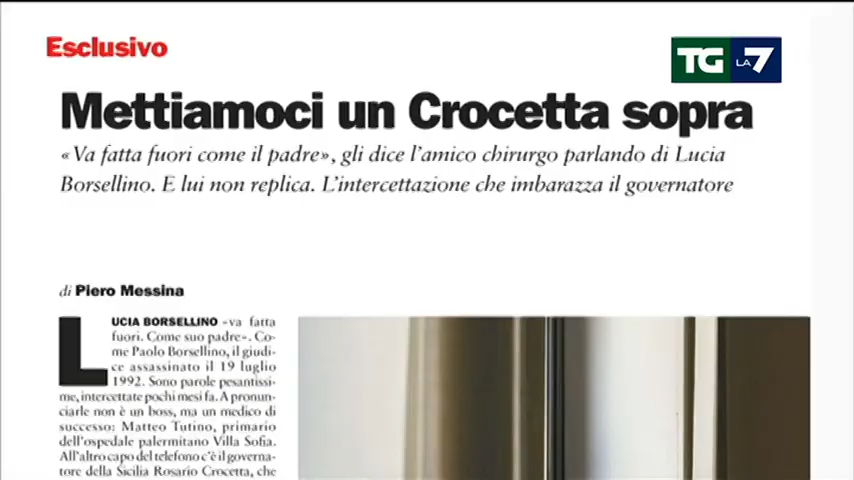 Esclusivo
TG LA 7
Mettiamoci un Crocetta sopra
«Va fatta fuori come il padre», gli dice l'amico chirurgo parlando di Lucia
Borsellino. E lui non replica. L'intercettazione che imbarazza il governatore
di Piero Messina
LUCIA BORSELLINO «va fatta
fuori. Come suo padre». Co-
me Paolo Borsellino, il giudi-
ce assassinato il 19 luglio
1992. Sono parole pesantissi-
me, intercettate pochi mesi fa. A pronun-
ciarle non è un boss, ma un medico di
successo: Matteo Tutino, primario
dell'ospedale palermitano Villa Sofia.
All'altro capo del telefono c'è il governa-
tore della Sicilia Rosario Crocetta, che